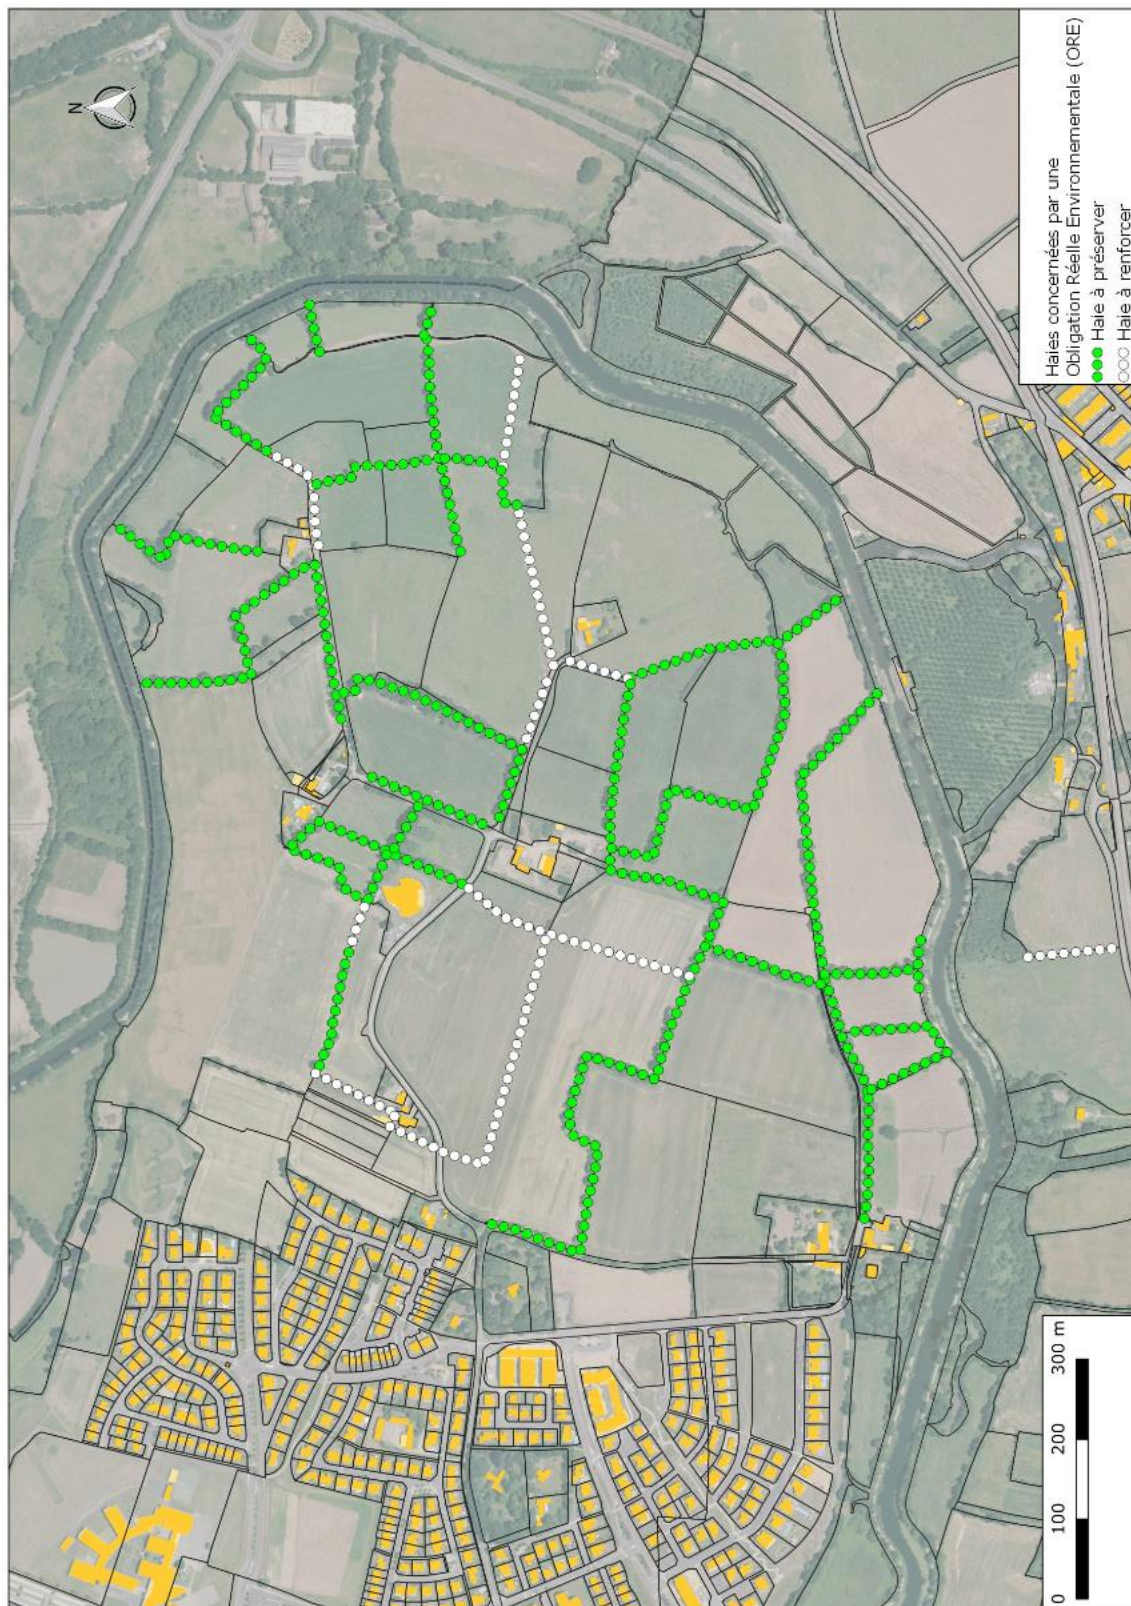 N
Haies concernées par une
Obligation Réelle Environnementale (ORE)
Haie à préserver
Haie à renforcer
0 100 200 300 m